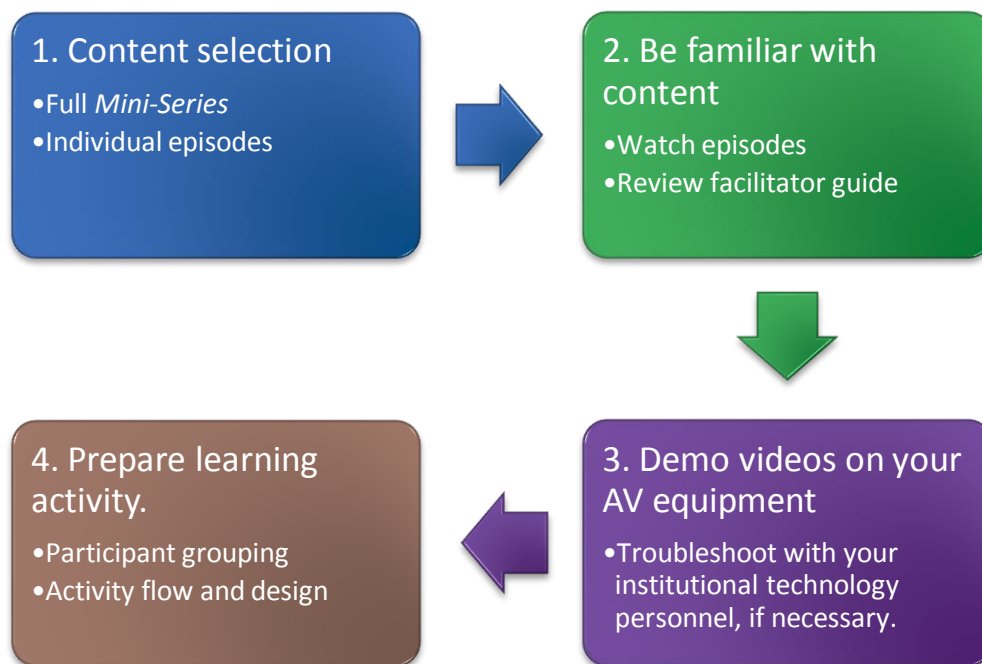 1. Content selection
•Full Mini-Series
•Individual episodes
2. Be familiar with
content
•Watch episodes
•Review facilitator guide
3. Demo videos on your
AV equipment
•Troubleshoot with your
institutional technology
personnel, if necessary.
4. Prepare learning
activity.
•Participant grouping
•Activity flow and design